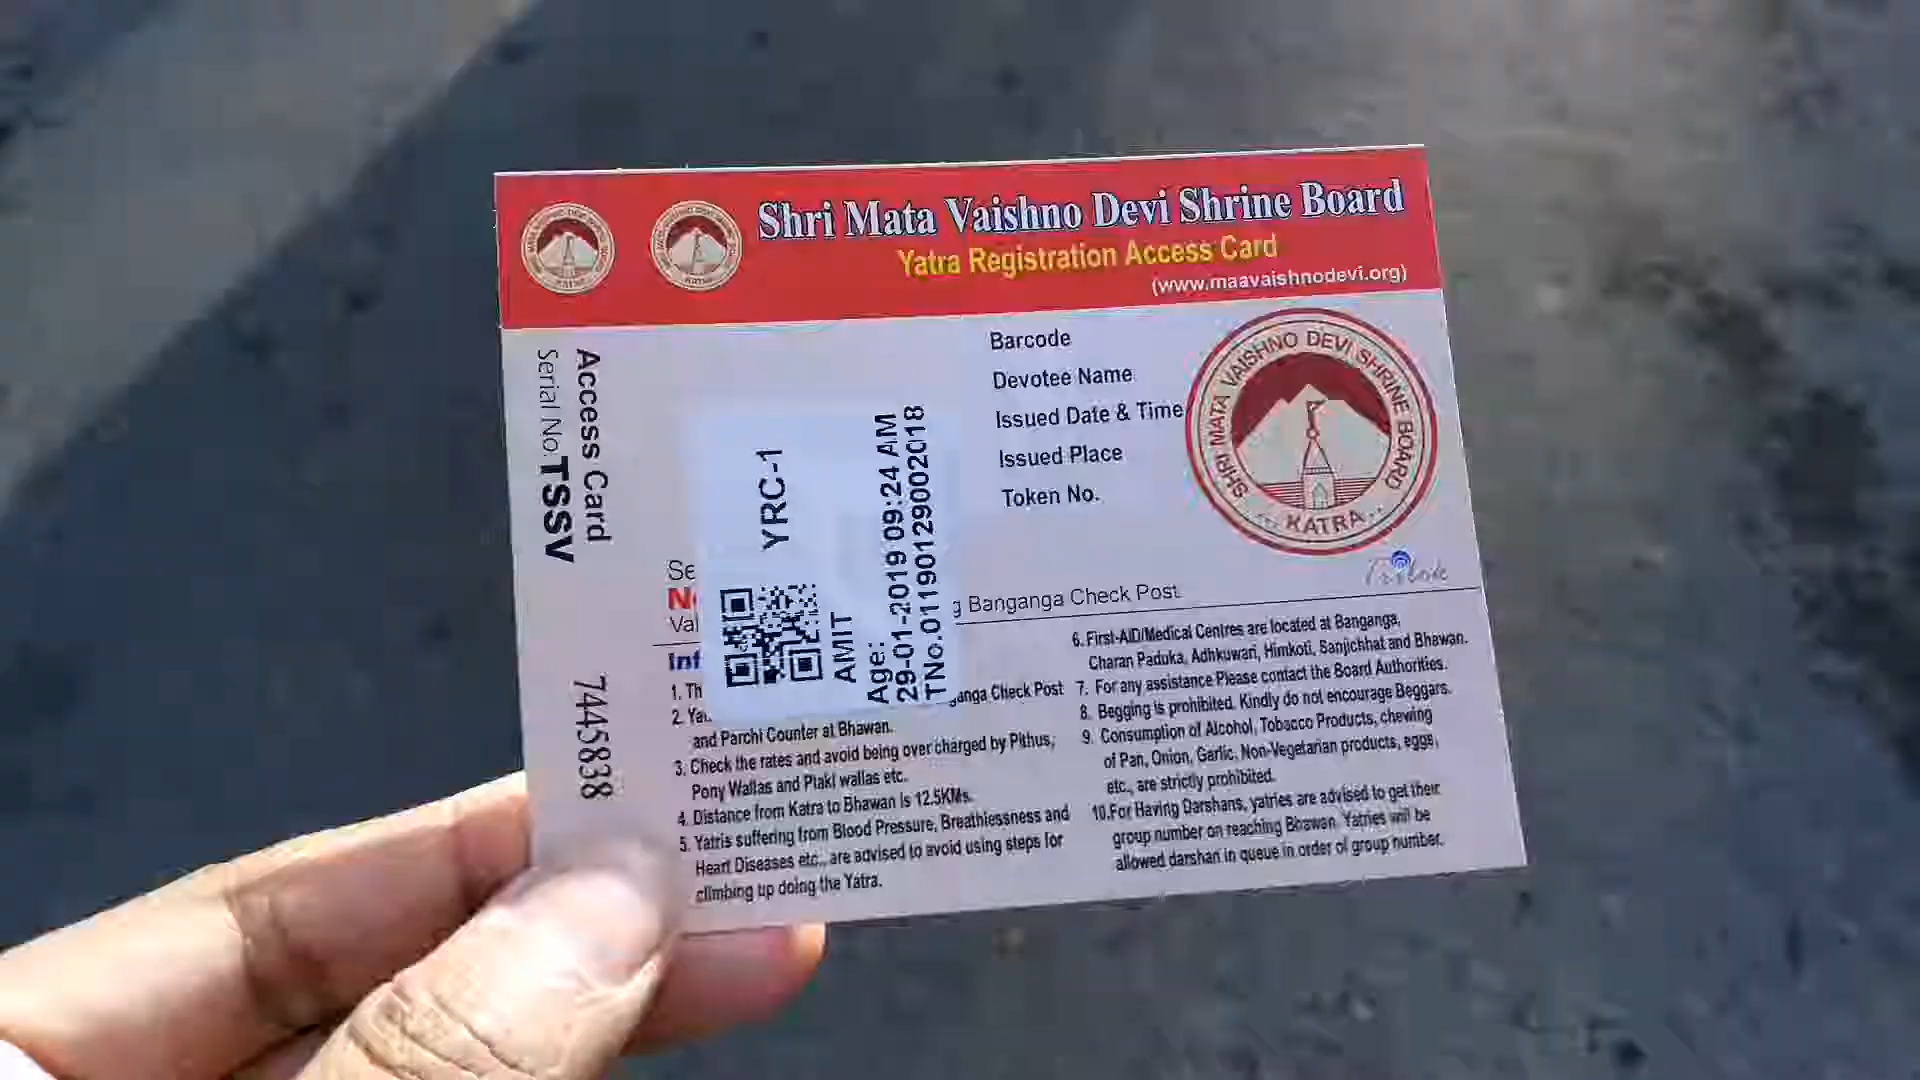 Shri Mata Vaishno Devi Shrine Board
Yatra Registration Access Card
(www.maavaishnodevi.org)
Access Card
Serial No.TSSV
7445838
YRC-1
AMIT
Age:
29-01-2019 09:24 AM
TNo.01190129002018
Barcode
Devotee Name
Issued Date & Time
Issued Place
Token No.
SHRI MATA VAISHNO DEVI SHRINE BOARD
KATRA
Trilok
Banganga Check Post
Check Post
and Parchi Counter at Bhawan.
3. Check the rates and avoid being over charged by Pithus,
Pony Wallas and Plaki wallas etc.
4. Distance from Katra to Bhawan is 12.5KMs.
5. Yatris suffering from Blood Pressure, Breathlessness and
Heart Diseases etc., are advised to avoid using steps for
climbing up doing the Yatra.
6. First-AID/Medical Centres are located at Banganga,
Charan Paduka, Adhkuwari, Himkoti, Sanjichhat and Bhawan.
7. For any assistance Please contact the Board Authorities.
8. Begging is prohibited. Kindly do not encourage Beggars.
9. Consumption of Alcohol, Tobacco Products, chewing
of Pan, Onion, Garlic, Non-Vegetarian products, eggs,
etc., are strictly prohibited.
10.For Having Darshans, yatries are advised to get their
group number on reaching Bhawan. Yatries will be
allowed darshan in queue in order of group number.